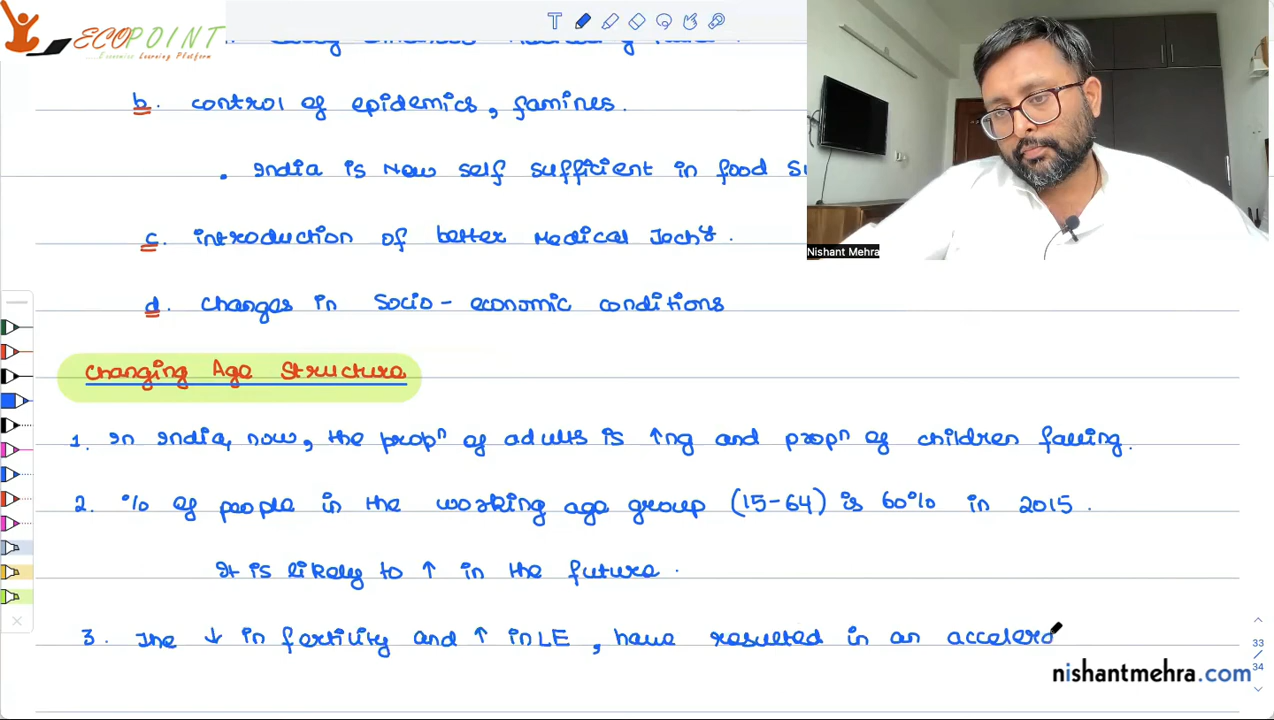 ECOPOINT
Economics Learning Platform
b. control of epidemics, famines.
. India is Now self sufficient in food
c. introduction of better Medical Techy.
Nishant Mehra
d. changes in Socio - economic conditions
Changing Age Structure
1. In India, now, the propn of adults is ↑ng and propn of children falling.
2. % of people in the working age group (15-64) is 60% in 2015.
It is likely to ↑ in the future.
3. The ↓ in fertility and ↑ in LE, have resulted in an accelera
33
/
34
nishantmehra.com